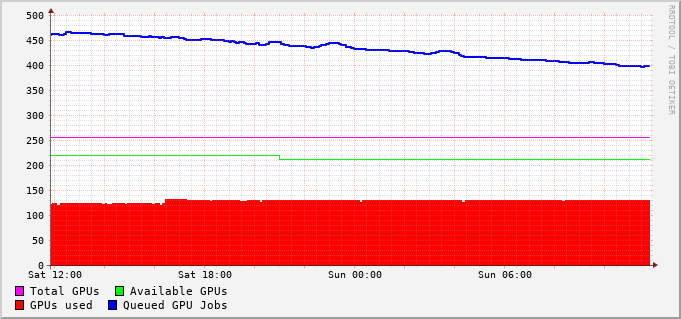 500
450
400
350
300
250
200
150
100
50
0
Sat 12:00 Sat 18:00 Sun 00:00 Sun 06:00
Total GPUs Available GPUs
GPUs used Queued GPU Jobs
RRDTOOL / TOBI OETIKER